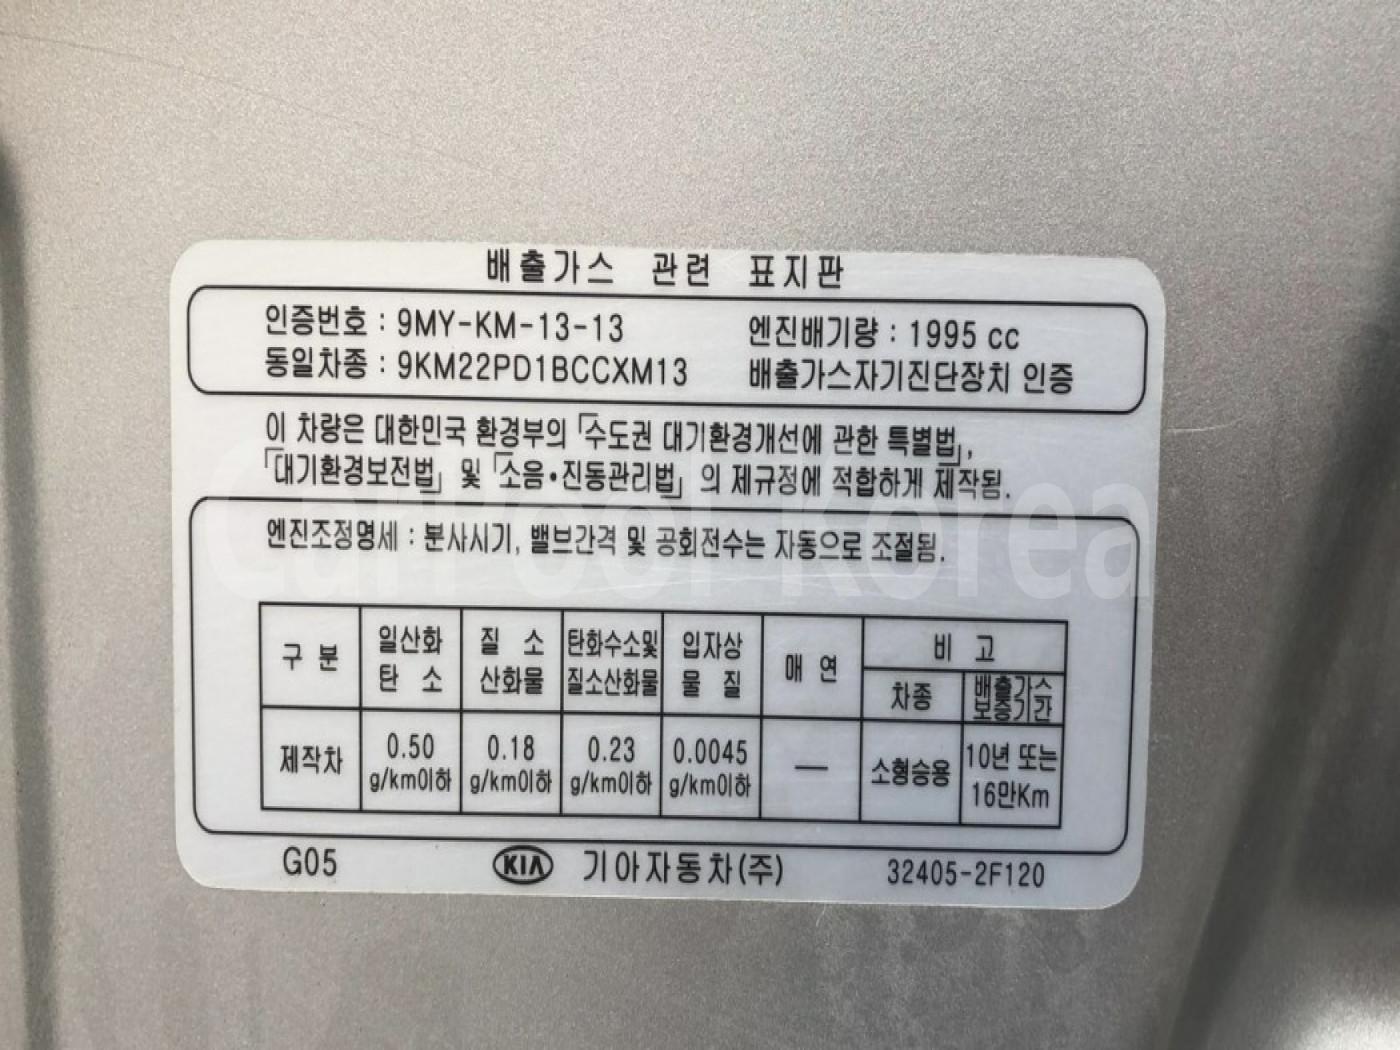 배출가스 관련 표지판
인증번호 : 9MY-KM-13-13 엔진배기량 : 1995 cc
동일차종 : 9KM22PD1BCCXM13 배출가스자기진단장치 인증
이 차량은 대한민국 환경부의 「수도권 대기환경개선에 관한 특별법」,
「대기환경보전법」 및 「소음•진동관리법」 의 제규정에 적합하게 제작됨.
엔진조정명세 : 분사시기, 밸브간격 및 공회전수는 자동으로 조절됨.
구 분 일산화 탄 소 질 소 산화물 탄화수소및 질소산화물 입자상 물 질 매 연 비 고
차종 배출가스 보증기간
제작차 0.50 g/km이하 0.18 g/km이하 0.23 g/km이하 0.0045 g/km이하 — 소형승용 10년 또는 16만Km
G05 KIA 기아자동차(주) 32405-2F120
CarPool Korea